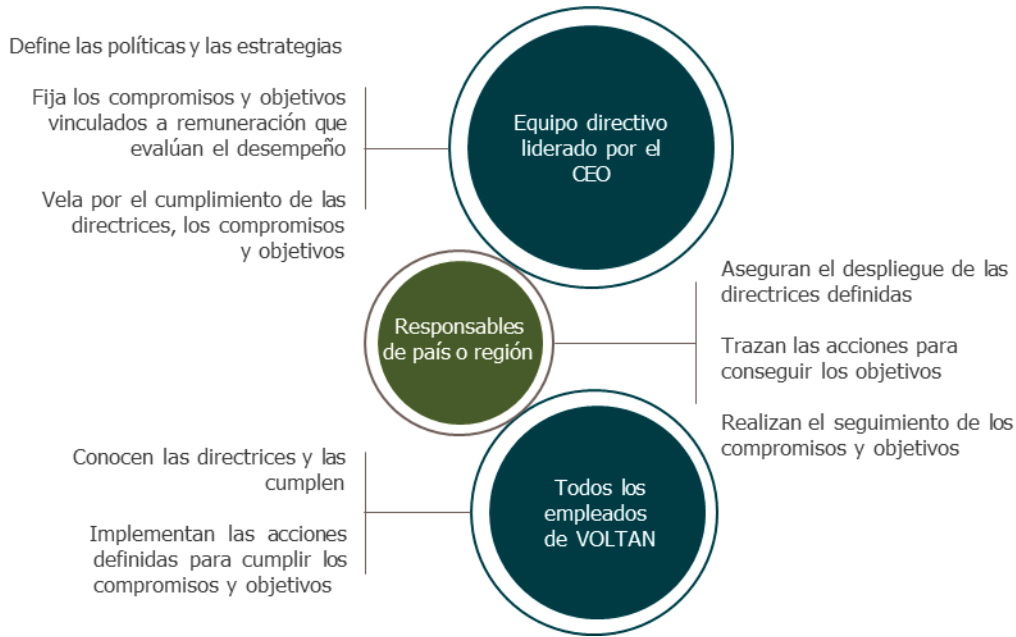 Define las políticas y las estrategias
Fija los compromisos y objetivos
vinculados a remuneración que
evalúan el desempeño
Vela por el cumplimiento de las
directrices, los compromisos
y objetivos
Equipo directivo
liderado por el
CEO
Responsables
de país o región
Aseguran el despliegue de las
directrices definidas
Trazan las acciones para
conseguir los objetivos
Realizan el seguimiento de los
compromisos y objetivos
Conocen las directrices y las
cumplen
Implementan las acciones
definidas para cumplir los
compromisos y objetivos
Todos los
empleados
de VOLTAN